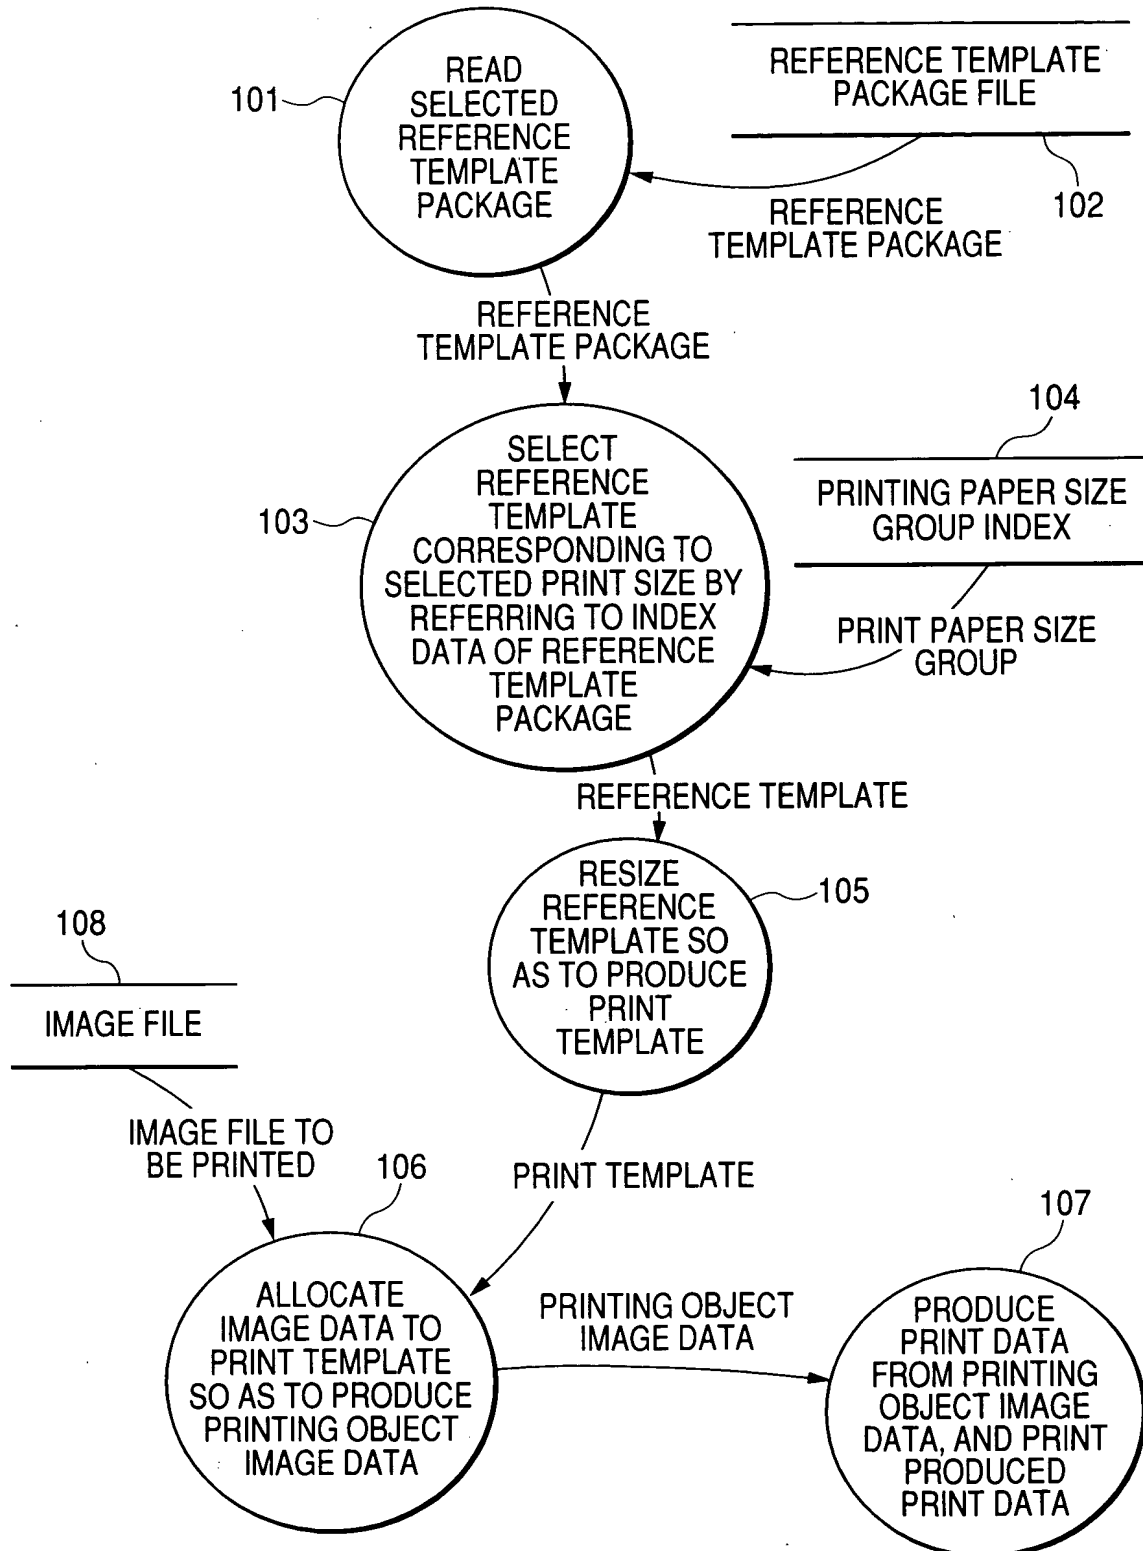 101
READ
SELECTED
REFERENCE
TEMPLATE
PACKAGE
REFERENCE TEMPLATE
PACKAGE FILE
102
REFERENCE
TEMPLATE PACKAGE
REFERENCE
TEMPLATE PACKAGE
103
SELECT
REFERENCE
TEMPLATE
CORRESPONDING TO
SELECTED PRINT SIZE BY
REFERRING TO INDEX
DATA OF REFERENCE
TEMPLATE
PACKAGE
104
PRINTING PAPER SIZE
GROUP INDEX
PRINT PAPER SIZE
GROUP
REFERENCE TEMPLATE
RESIZE
REFERENCE
TEMPLATE SO
AS TO PRODUCE
PRINT
TEMPLATE
105
108
IMAGE FILE
IMAGE FILE TO
BE PRINTED
PRINT TEMPLATE
106
ALLOCATE
IMAGE DATA TO
PRINT TEMPLATE
SO AS TO PRODUCE
PRINTING OBJECT
IMAGE DATA
PRINTING OBJECT
IMAGE DATA
107
PRODUCE
PRINT DATA
FROM PRINTING
OBJECT IMAGE
DATA, AND PRINT
PRODUCED
PRINT DATA